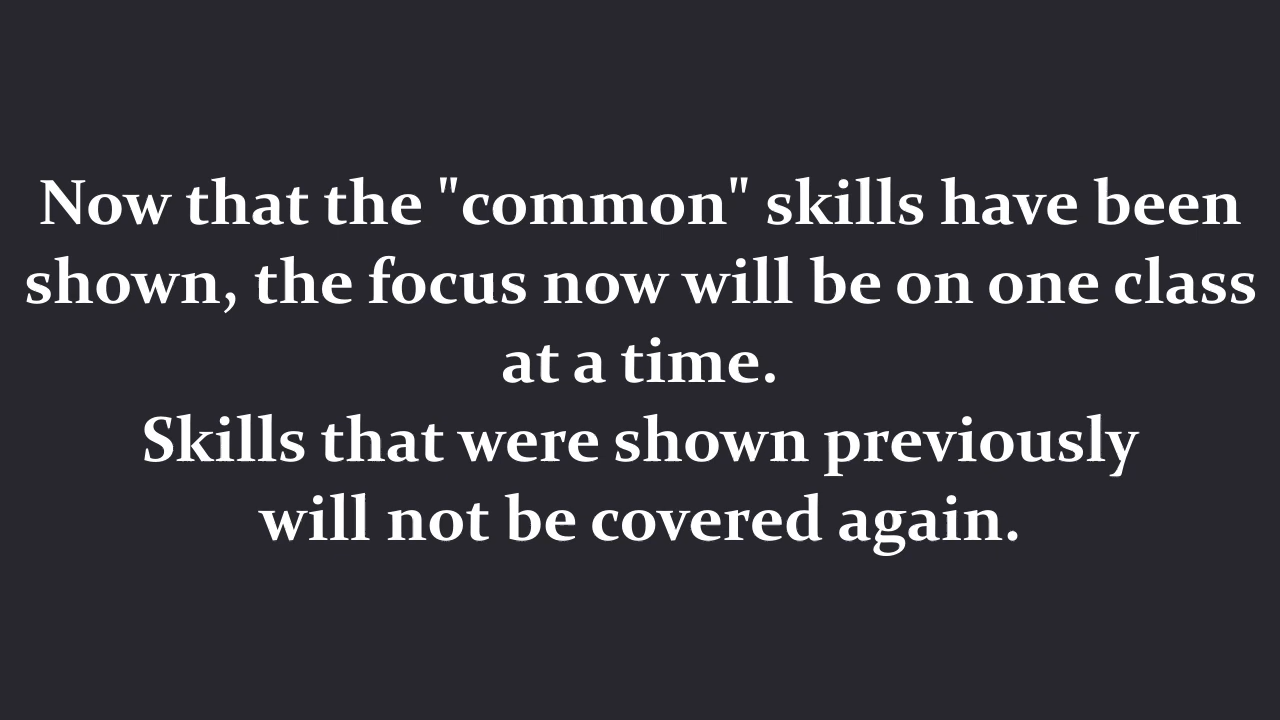 Now that the "common" skills have been
shown, the focus now will be on one class
at a time.
Skills that were shown previously
will not be covered again.